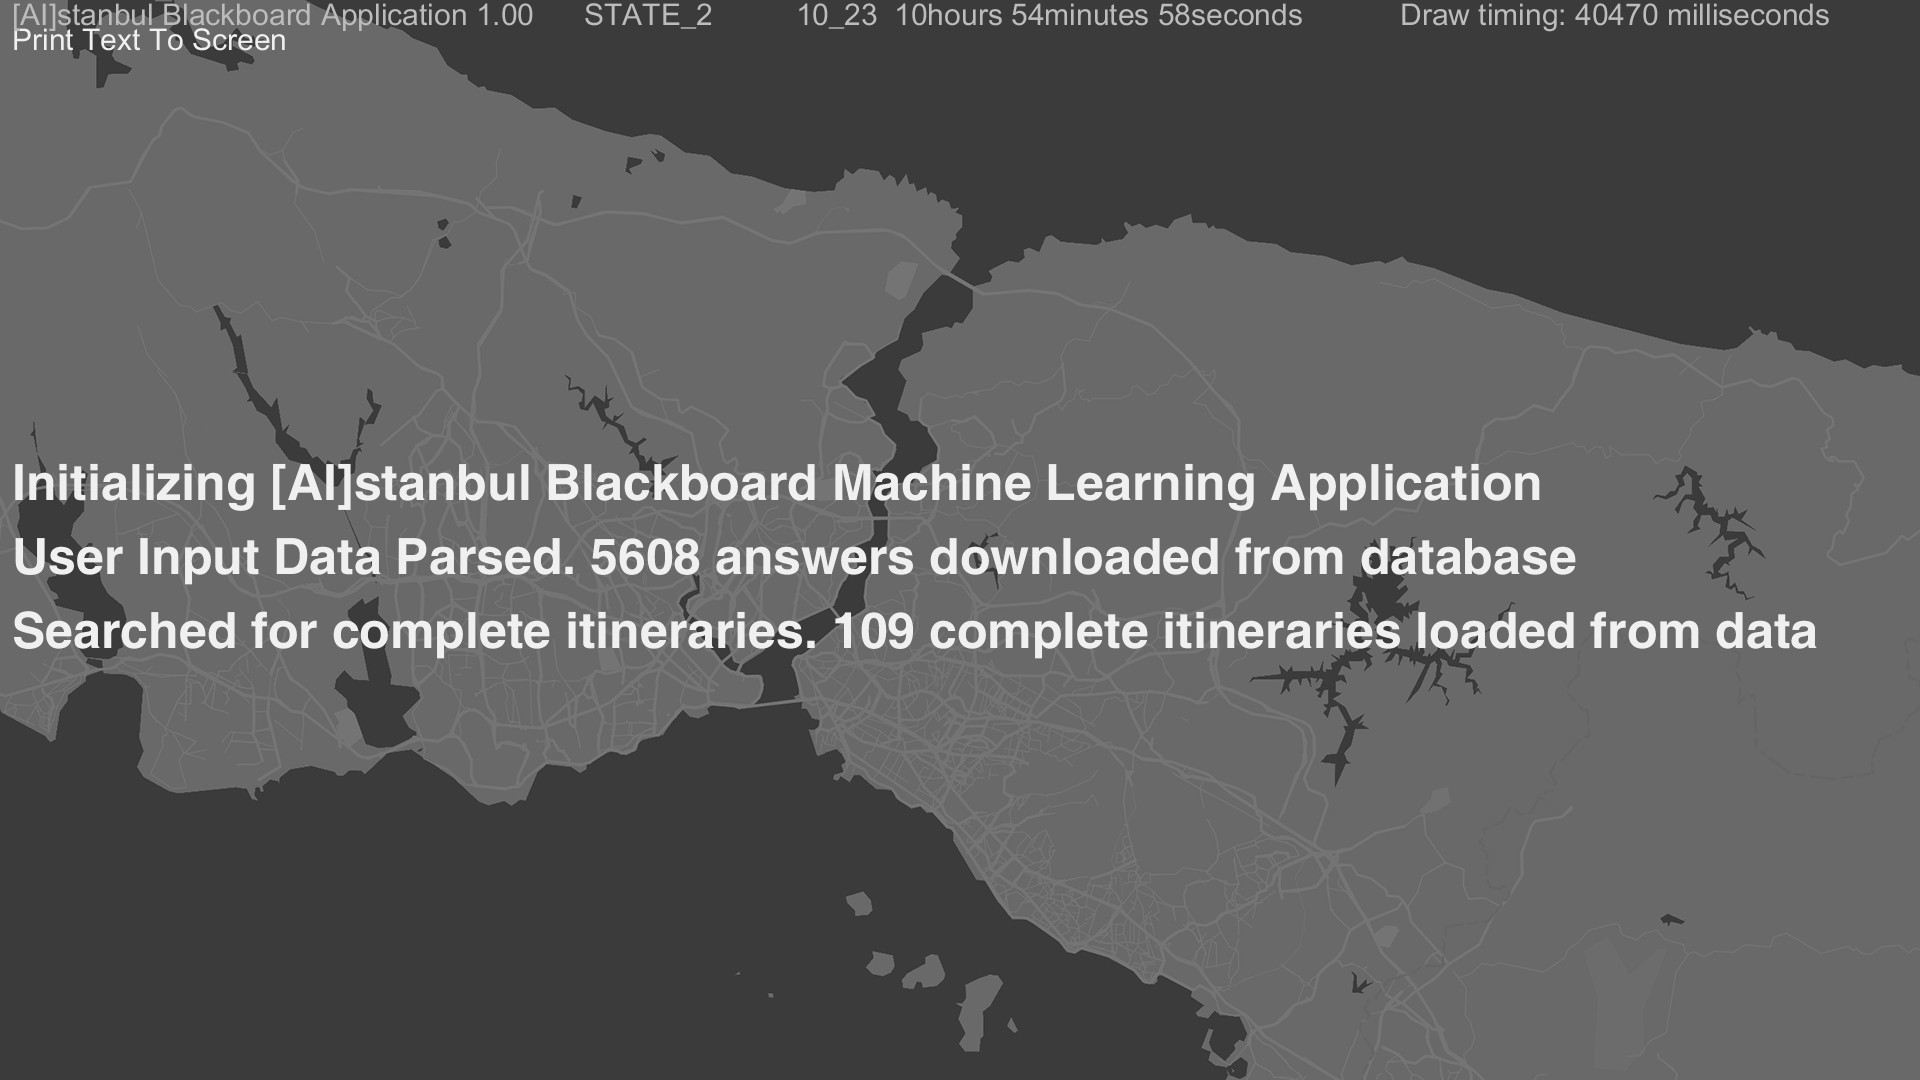 [AI]stanbul Blackboard Application 1.00 STATE_2 10_23 10hours 54minutes 58seconds Draw timing: 40470 milliseconds
Print Text To Screen
Initializing [AI]stanbul Blackboard Machine Learning Application
User Input Data Parsed. 5608 answers downloaded from database
Searched for complete itineraries. 109 complete itineraries loaded from data